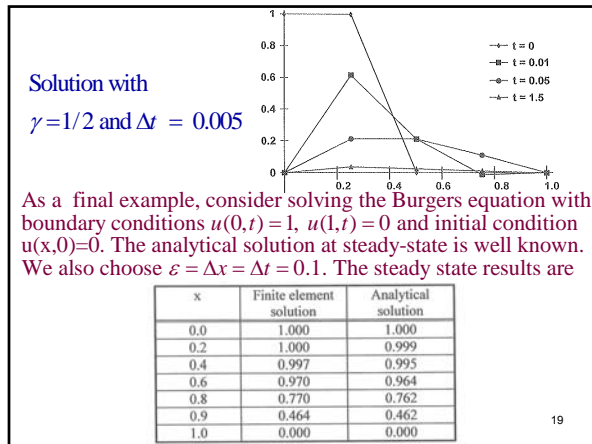 1
0.8
0.6
0.4
0.2
0
0.2 0.4 0.6 0.8 1.0
t = 0
t = 0.01
t = 0.05
t = 1.5
Solution with
γ = 1/2 and Δt = 0.005
As a final example, consider solving the Burgers equation with
boundary conditions u(0,t) = 1, u(1,t) = 0 and initial condition
u(x,0)=0. The analytical solution at steady-state is well known.
We also choose ε = Δx = Δt = 0.1. The steady state results are
x Finite element solution Analytical solution
0.0 1.000 1.000
0.2 1.000 0.999
0.4 0.997 0.995
0.6 0.970 0.964
0.8 0.770 0.762
0.9 0.464 0.462
1.0 0.000 0.000
19